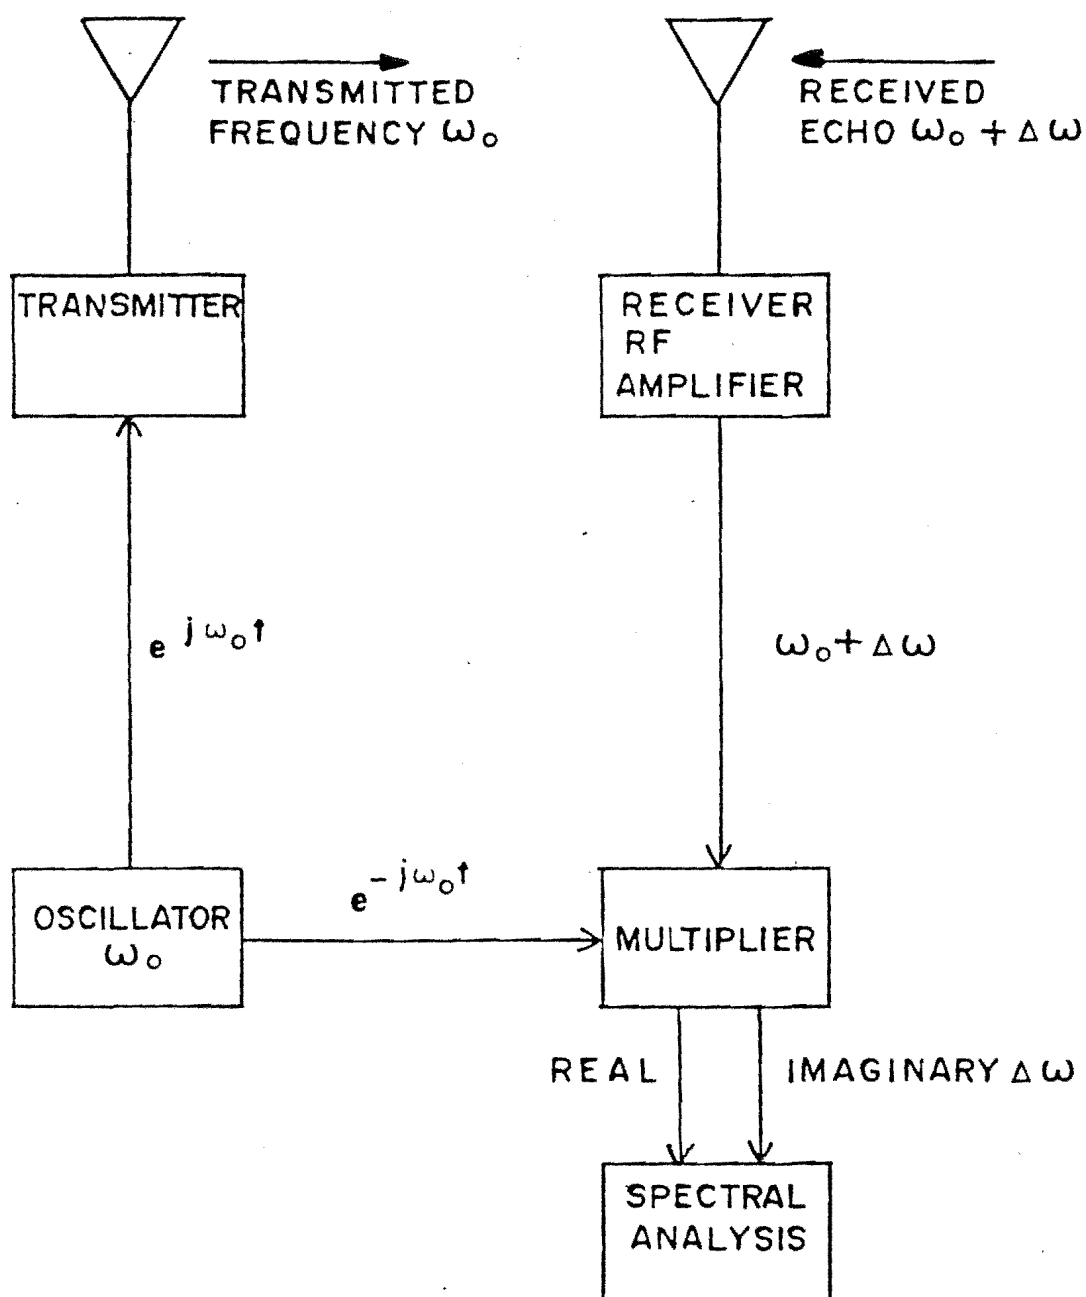 TRANSMITTED
FREQUENCY ω₀
RECEIVED
ECHO ω₀ + Δω
TRANSMITTER
RECEIVER
RF
AMPLIFIER
e^{jω₀t}
ω₀ + Δω
OSCILLATOR
ω₀
e^{-jω₀t}
MULTIPLIER
REAL
IMAGINARY Δω
SPECTRAL
ANALYSIS